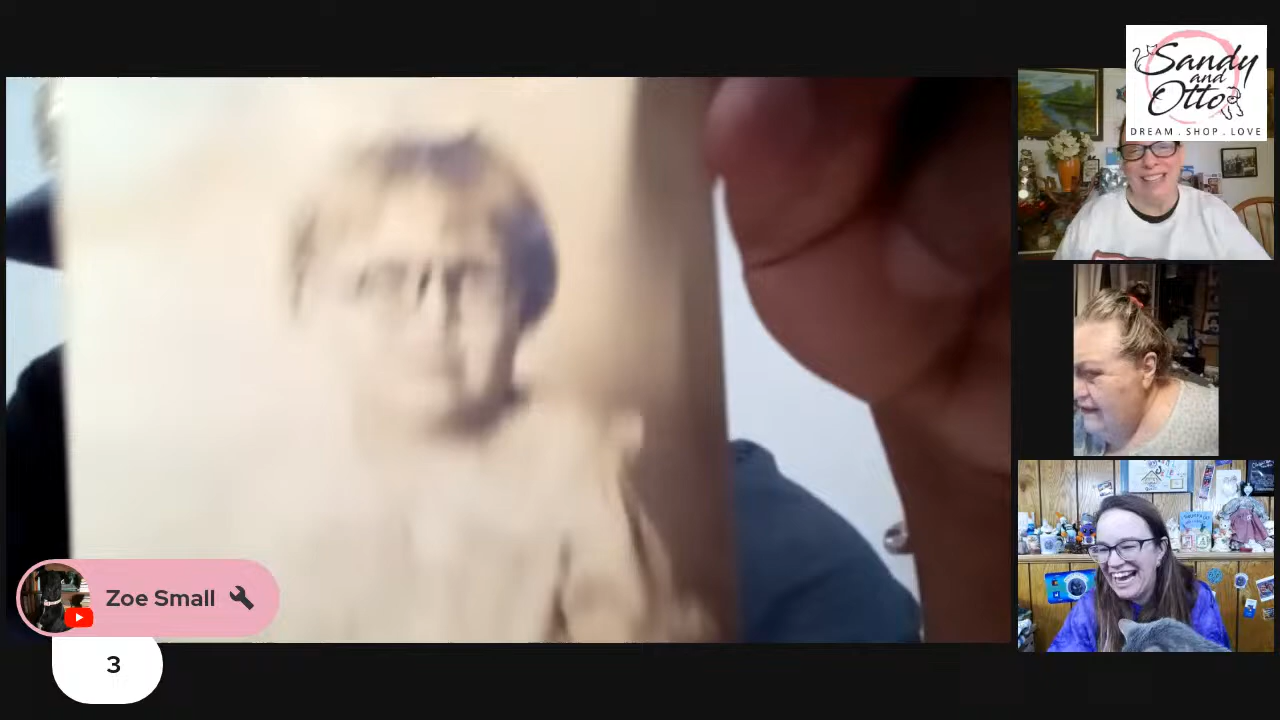 Sandy
and
Otto
DREAM . SHOP . LOVE
Zoe Small
3